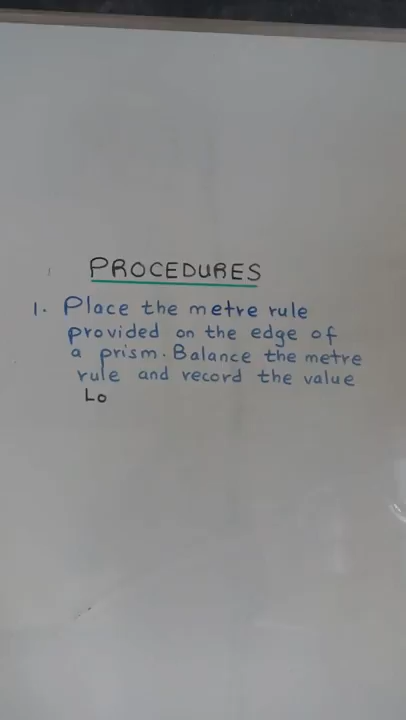 PROCEDURES
1. Place the metre rule
provided on the edge of
a prism. Balance the metre
rule and record the value
Lo